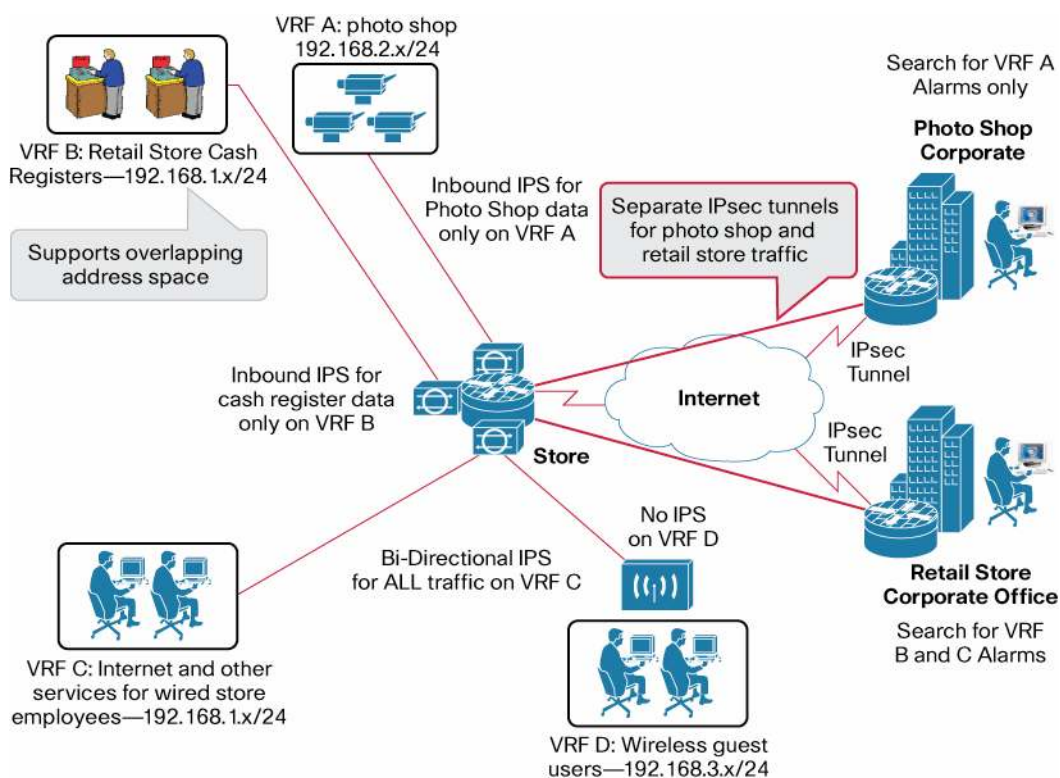 VRF A: photo shop
192.168.2.x/24
VRF B: Retail Store Cash
Registers—192.168.1.x/24
Supports overlapping
address space
Inbound IPS for
Photo Shop data
only on VRF A
Separate IPsec tunnels
for photo shop and
retail store traffic
Search for VRF A
Alarms only
Photo Shop
Corporate
IPsec
Tunnel
Internet
Inbound IPS for
cash register data
only on VRF B
Store
IPsec
Tunnel
No IPS
on VRF D
Bi-Directional IPS
for ALL traffic on VRF C
Retail Store
Corporate Office
Search for VRF
B and C Alarms
VRF C: Internet and other
services for wired store
employees—192.168.1.x/24
VRF D: Wireless guest
users—192.168.3.x/24